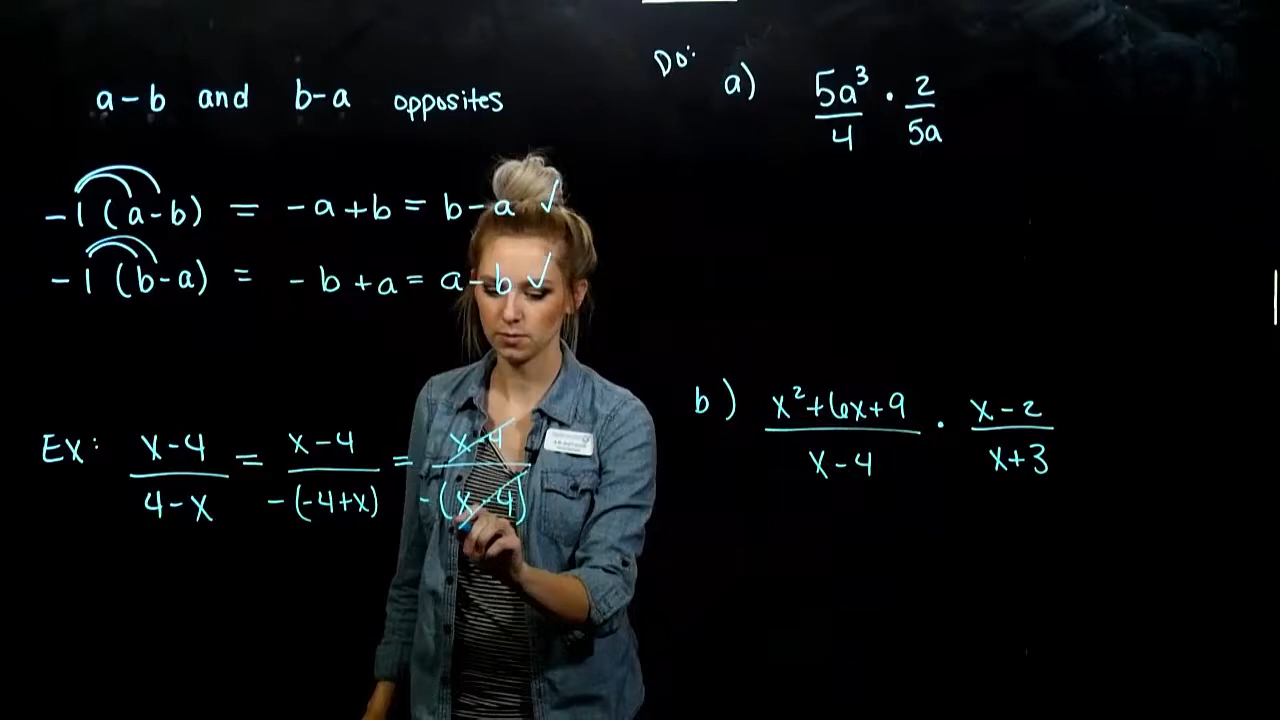 a-b and b-a opposites
-1(a-b) = -a+b = b-a ✓
-1(b-a) = -b+a = a-b ✓
Ex: (x-4)/(4-x) = (x-4)/(-(-4+x)) = (x-4)/(-(x-4))
Do:
a) 5a³/4 · 2/5a
b) (x²+6x+9)/(x-4) · (x-2)/(x+3)